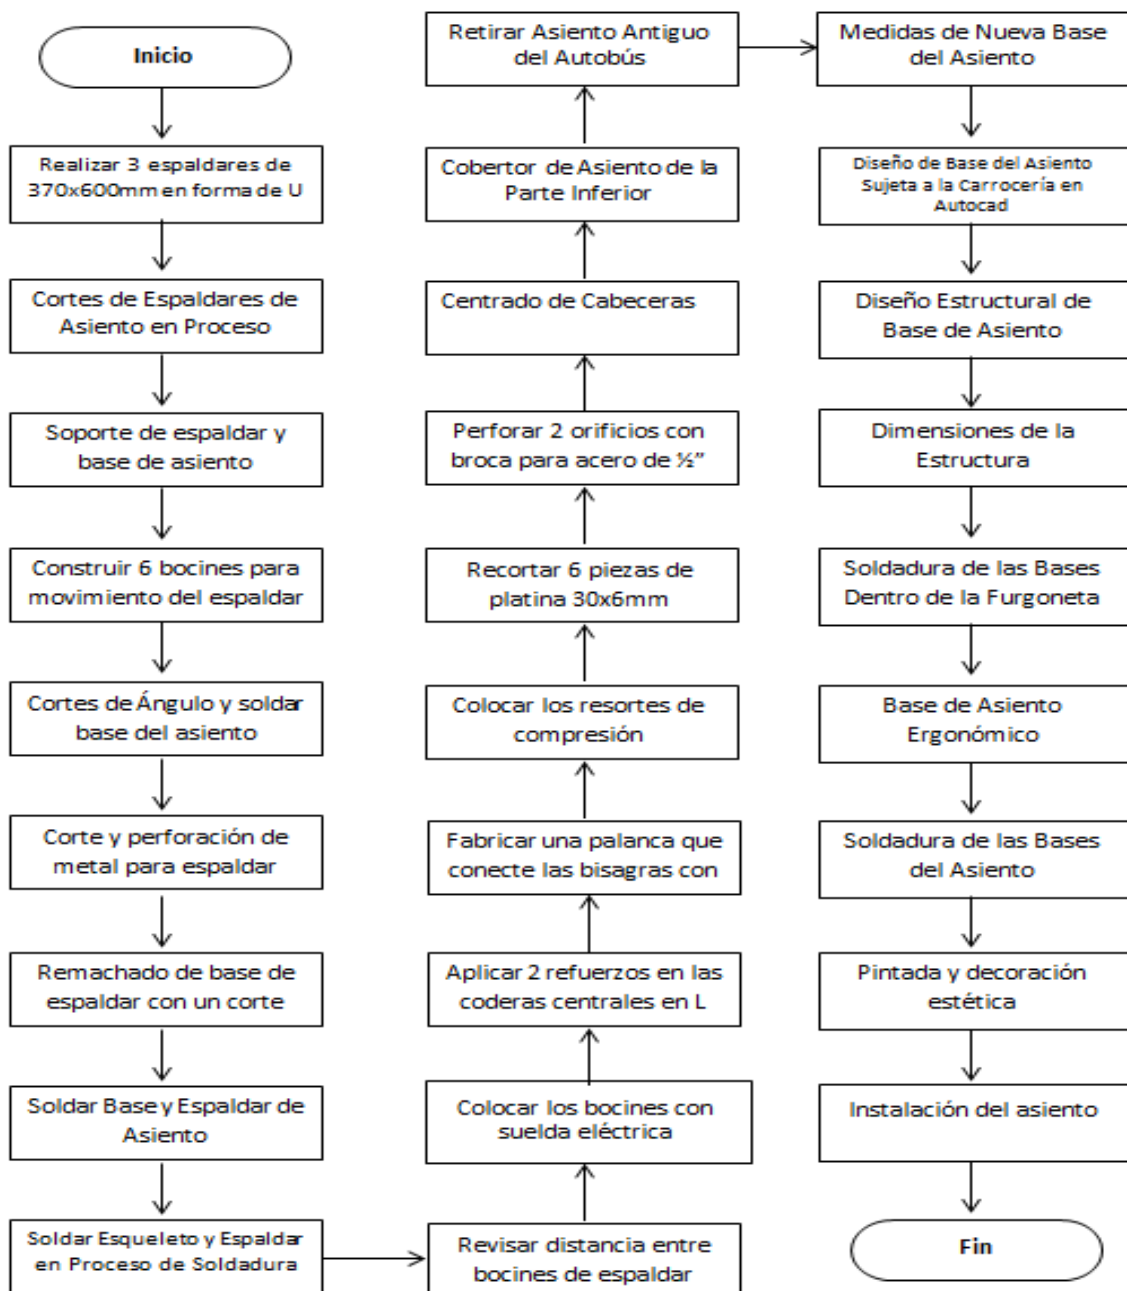 Inicio
Realizar 3 espaldares de
370x600mm en forma de U
Cortes de Espaldares de
Asiento en Proceso
Soporte de espaldar y
base de asiento
Construir 6 bocines para
movimiento del espaldar
Cortes de Ángulo y soldar
base del asiento
Corte y perforación de
metal para espaldar
Remachado de base de
espaldar con un corte
Soldar Base y Espaldar de
Asiento
Soldar Esqueleto y Espaldar
en Proceso de Soldadura
Revisar distancia entre
bocines de espaldar
Colocar los bocines con
suelda eléctrica
Aplicar 2 refuerzos en las
coderas centrales en L
Fabricar una palanca que
conecte las bisagras con
Colocar los resortes de
compresión
Recortar 6 piezas de
platina 30x6mm
Perforar 2 orificios con
broca para acero de ½”
Centrado de Cabeceras
Cobertor de Asiento de la
Parte Inferior
Retirar Asiento Antiguo
del Autobús
Medidas de Nueva Base
del Asiento
Diseño de Base del Asiento
Sujeta a la Carrocería en
Autocad
Diseño Estructural de
Base de Asiento
Dimensiones de la
Estructura
Soldadura de las Bases
Dentro de la Furgoneta
Base de Asiento
Ergonómico
Soldadura de las Bases
del Asiento
Pintada y decoración
estética
Instalación del asiento
Fin